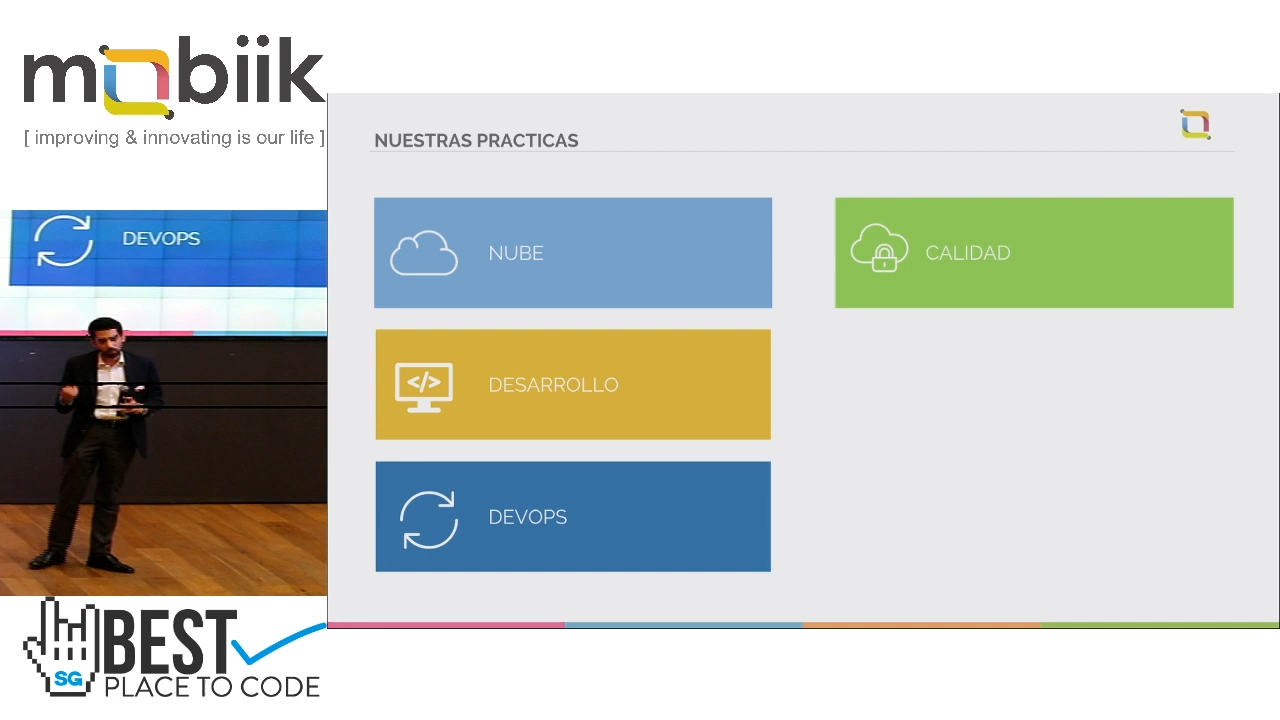 mobiik
[ improving & innovating is our life ]
NUESTRAS PRACTICAS
NUBE
CALIDAD
DESARROLLO
</>
DEVOPS
DEVOPS
SG
BEST
PLACE TO CODE